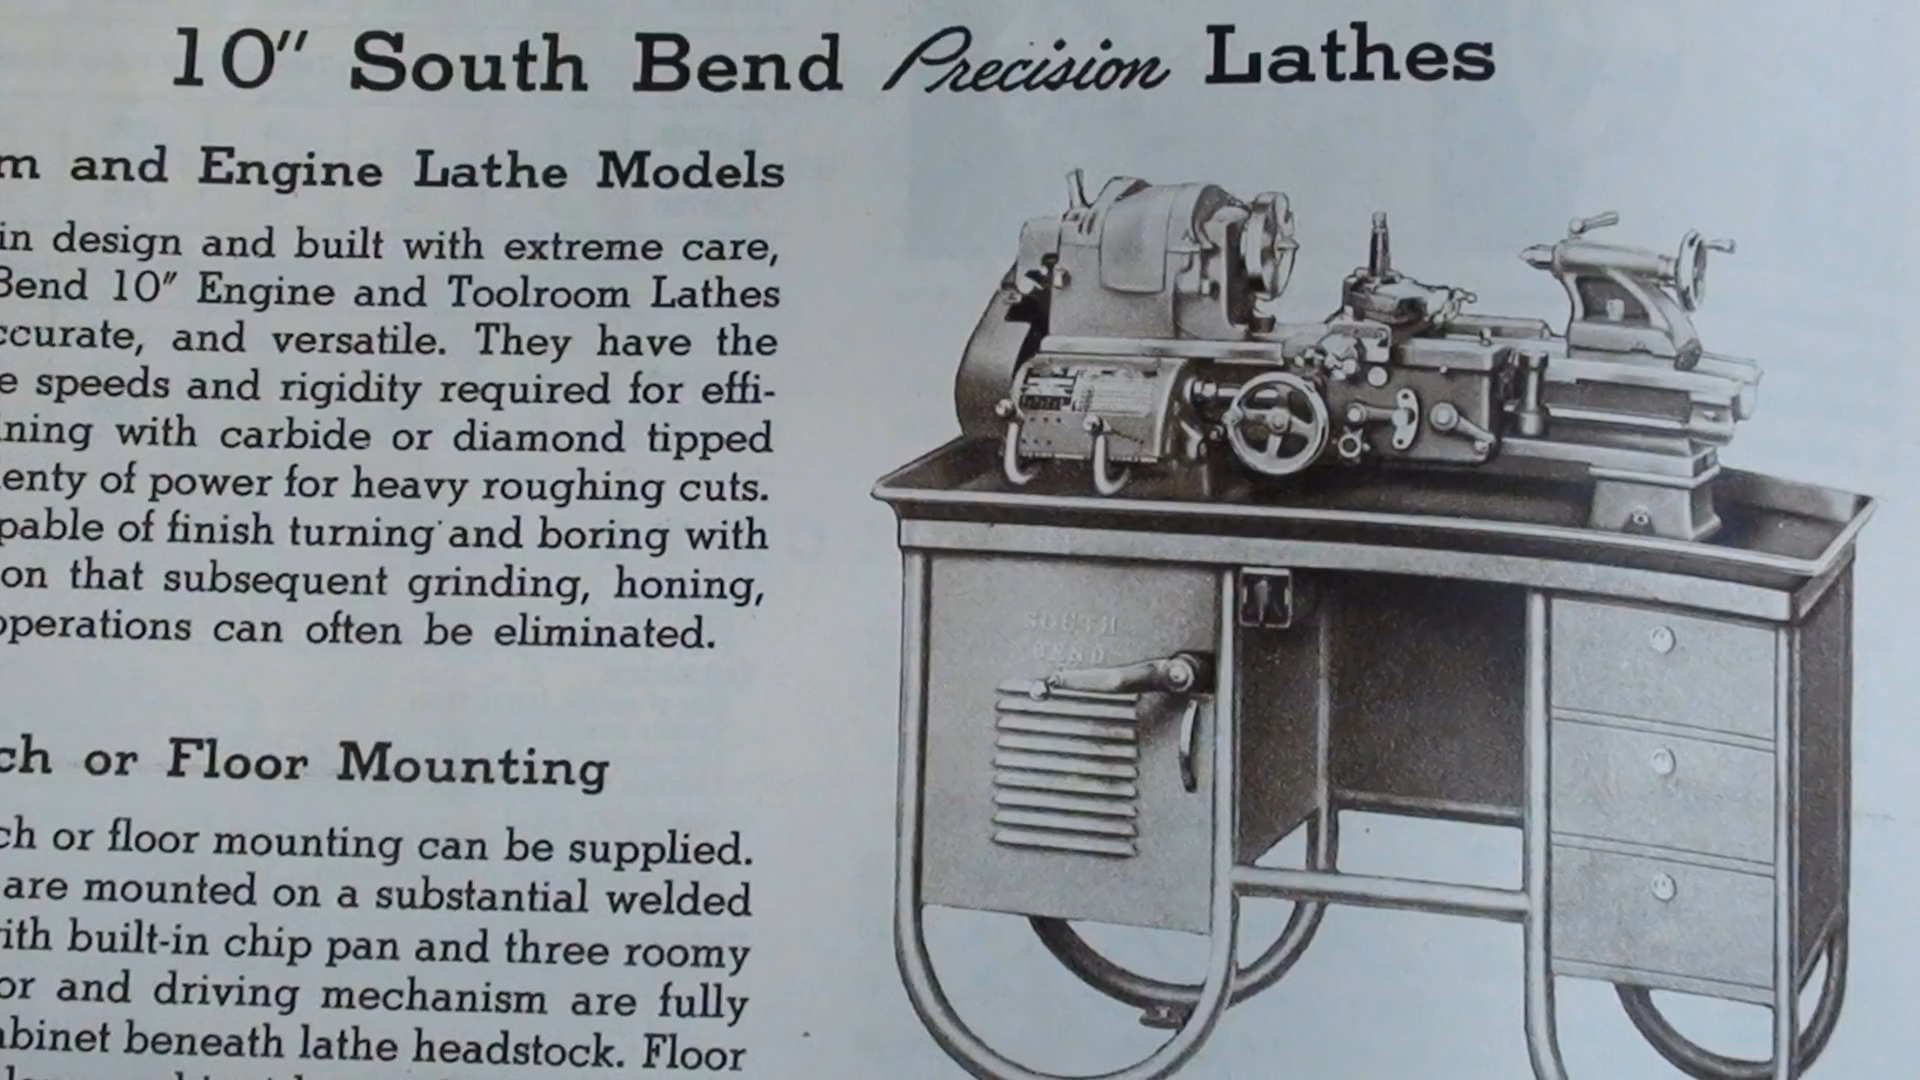 10" South Bend Precision Lathes
m and Engine Lathe Models
in design and built with extreme care,
Bend 10" Engine and Toolroom Lathes
ccurate, and versatile. They have the
e speeds and rigidity required for effi-
ning with carbide or diamond tipped
enty of power for heavy roughing cuts.
pable of finish turning and boring with
on that subsequent grinding, honing,
operations can often be eliminated.
ch or Floor Mounting
ch or floor mounting can be supplied.
are mounted on a substantial welded
ith built-in chip pan and three roomy
or and driving mechanism are fully
abinet beneath lathe headstock. Floor
SOUTH
BEND